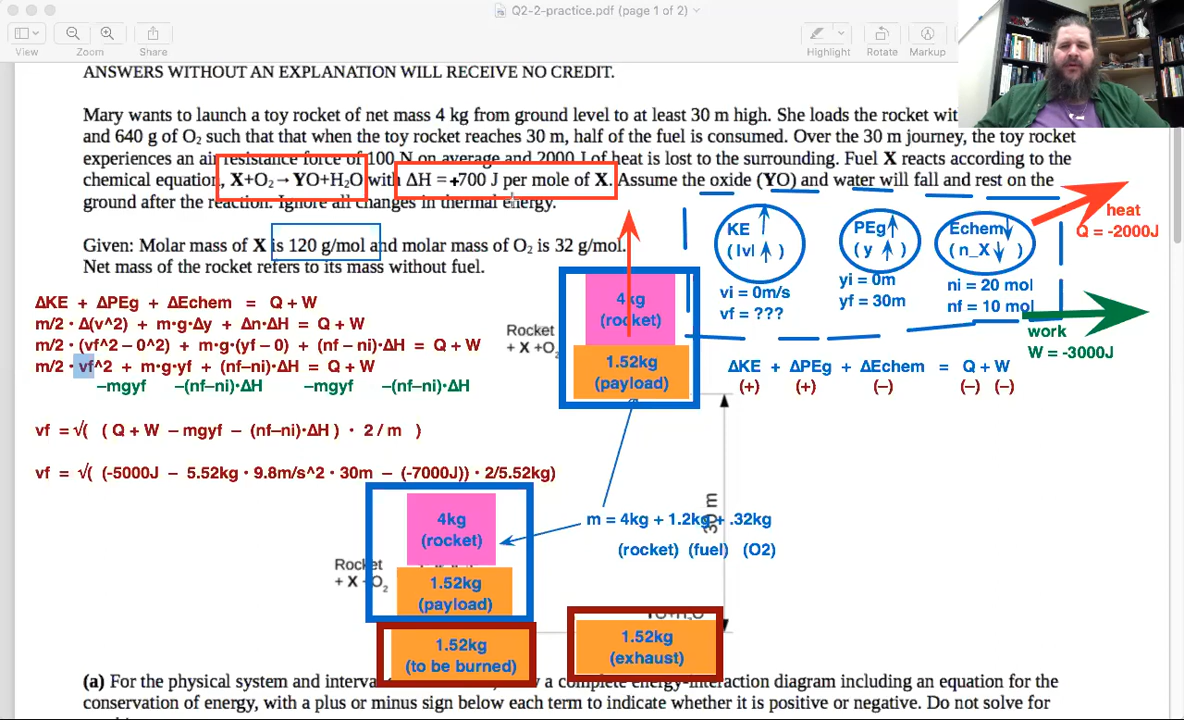 Q2-2-practice.pdf (page 1 of 2)
View
Zoom
Share
Highlight
Rotate
Markup
ANSWERS WITHOUT AN EXPLANATION WILL RECEIVE NO CREDIT.
Mary wants to launch a toy rocket of net mass 4 kg from ground level to at least 30 m high. She loads the rocket wit
and 640 g of O₂ such that that when the toy rocket reaches 30 m, half of the fuel is consumed. Over the 30 m journey, the toy rocket
experiences an air resistance force of 100 N on average and 2000 J of heat is lost to the surrounding. Fuel X reacts according to the
chemical equation, X+O₂→YO+H₂O with ΔH = +700 J per mole of X. Assume the oxide (YO) and water will fall and rest on the
ground after the reaction. Ignore all changes in thermal energy.
Given: Molar mass of X is 120 g/mol and molar mass of O₂ is 32 g/mol.
Net mass of the rocket refers to its mass without fuel.
KE
(lvl ↑)
PEg↑
(y ↑)
Echem↓
(n_X↓)
heat
Q = -2000J
vi = 0m/s
vf = ???
yi = 0m
yf = 30m
ni = 20 mol
nf = 10 mol
work
W = -3000J
ΔKE + ΔPEg + ΔEchem = Q + W
m/2 · Δ(v^2) + m·g·Δy + Δn·ΔH = Q + W
m/2 · (vf^2 – 0^2) + m·g·(yf – 0) + (nf – ni)·ΔH = Q + W
m/2 · vf^2 + m·g·yf + (nf–ni)·ΔH = Q + W
–mgyf –(nf–ni)·ΔH –mgyf –(nf–ni)·ΔH
vf =√( ( Q + W – mgyf – (nf–ni)·ΔH ) · 2 / m )
vf = √( (-5000J – 5.52kg · 9.8m/s^2 · 30m – (-7000J)) · 2/5.52kg)
Rocket
+ X +O₂
4kg
(rocket)
1.52kg
(payload)
ΔKE + ΔPEg + ΔEchem = Q + W
(+) (+) (–) (–) (–)
30 m
m = 4kg + 1.2kg + .32kg
(rocket) (fuel) (O2)
Rocket
+ X +O₂
4kg
(rocket)
1.52kg
(payload)
1.52kg
(to be burned)
1.52kg
(exhaust)
(a) For the physical system and interval a complete energy-interaction diagram including an equation for the
conservation of energy, with a plus or minus sign below each term to indicate whether it is positive or negative. Do not solve for